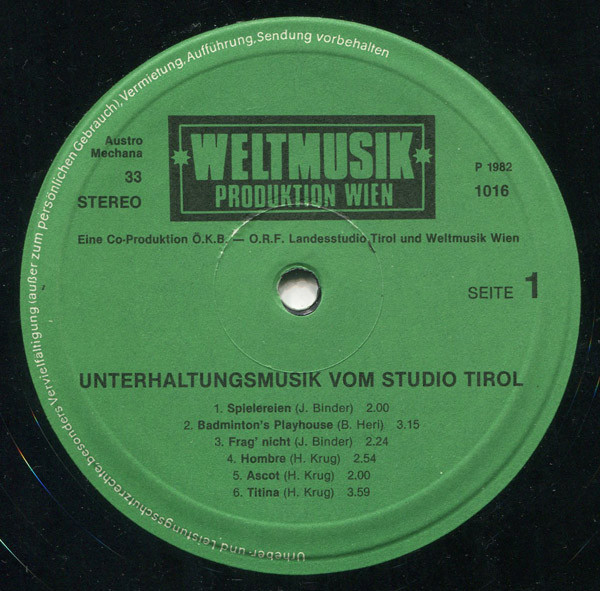 Urheber- und Leistungsschutzrechte besonders Vervielfältigung (außer zum persönlichen Gebrauch), Vermietung, Aufführung, Sendung vorbehalten
Austro
Mechana
33
STEREO
WELTMUSIK
PRODUKTION WIEN
P 1982
1016
Eine Co-Produktion Ö.K.B. — O.R.F. Landesstudio Tirol und Weltmusik Wien
SEITE 1
UNTERHALTUNGSMUSIK VOM STUDIO TIROL
1. Spielereien (J. Binder) 2.00
2. Badminton's Playhouse (B. Heri) 3.15
3. Frag' nicht (J. Binder) 2.24
4. Hombre (H. Krug) 2.54
5. Ascot (H. Krug) 2.00
6. Titina (H. Krug) 3.59